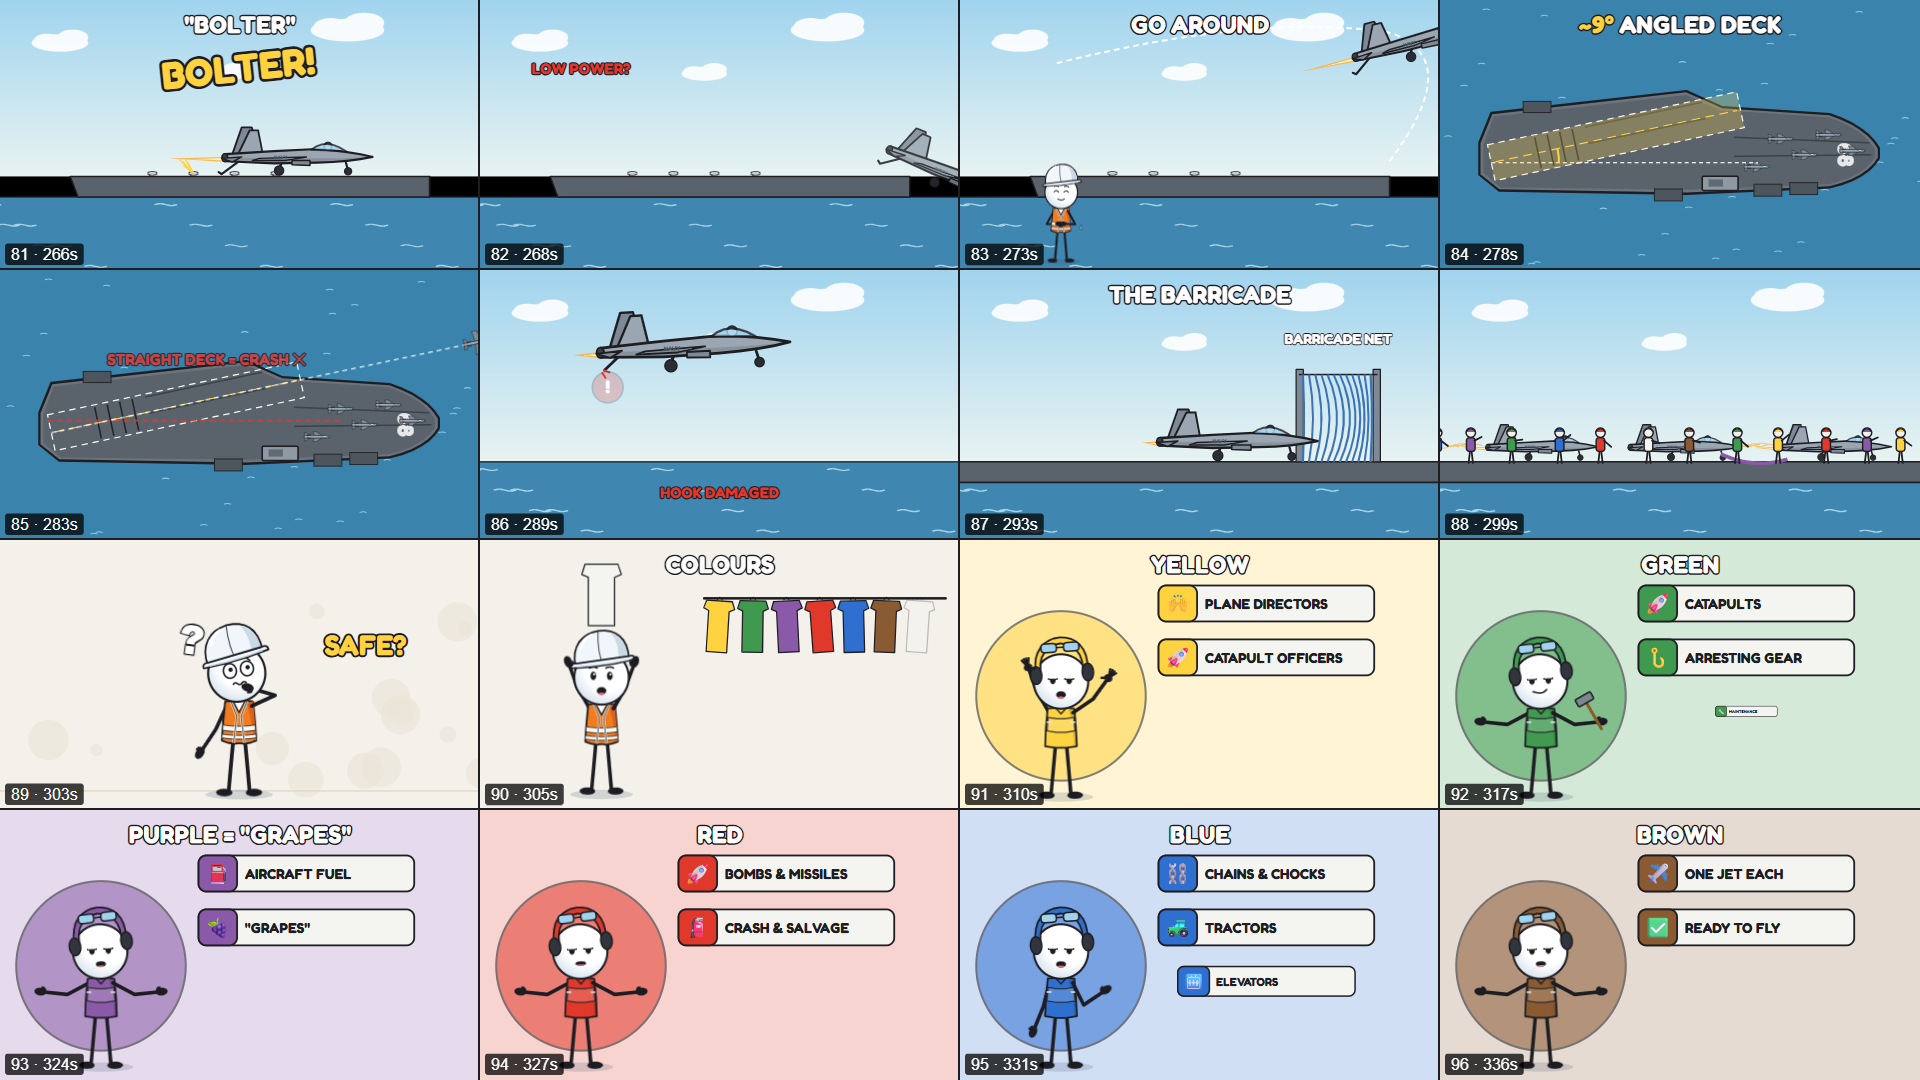 "BOLTER"
BOLTER!
81 · 266s
LOW POWER?
82 · 268s
GO AROUND
83 · 273s
~9° ANGLED DECK
84 · 278s
STRAIGHT DECK = CRASH
85 · 283s
HOOK DAMAGED
86 · 289s
THE BARRICADE
BARRICADE NET
87 · 293s
88 · 299s
?
SAFE?
89 · 303s
COLOURS
90 · 305s
YELLOW
PLANE DIRECTORS
CATAPULT OFFICERS
91 · 310s
GREEN
CATAPULTS
ARRESTING GEAR
MAINTENANCE
92 · 317s
PURPLE = "GRAPES"
AIRCRAFT FUEL
"GRAPES"
93 · 324s
RED
BOMBS & MISSILES
CRASH & SALVAGE
94 · 327s
BLUE
CHAINS & CHOCKS
TRACTORS
ELEVATORS
95 · 331s
BROWN
ONE JET EACH
READY TO FLY
96 · 336s